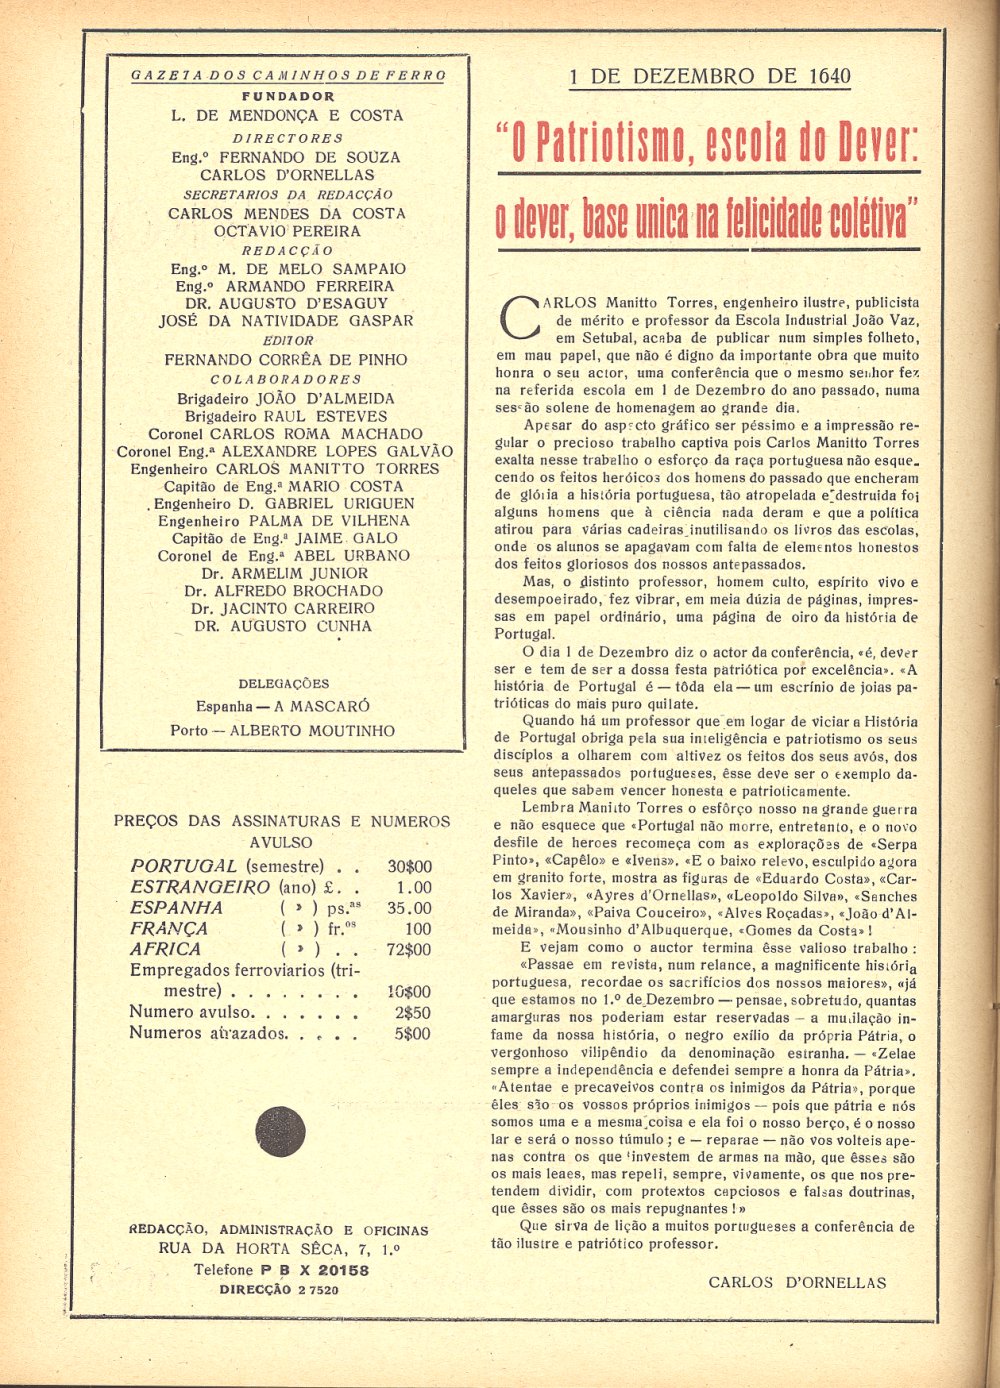 GAZETA DOS CAMINHOS DE FERRO
FUNDADOR
L. DE MENDONÇA E COSTA
DIRECTORES
Eng.º FERNANDO DE SOUZA
CARLOS D'ORNELLAS
SECRETARIOS DA REDACÇÃO
CARLOS MENDES DA COSTA
OCTAVIO PEREIRA
REDACÇÃO
Eng.º M. DE MELO SAMPAIO
Eng.º ARMANDO FERREIRA
DR. AUGUSTO D'ESAGUY
JOSÉ DA NATIVIDADE GASPAR
EDITOR
FERNANDO CORRÊA DE PINHO
COLABORADORES
Brigadeiro JOÃO D'ALMEIDA
Brigadeiro RAUL ESTEVES
Coronel CARLOS ROMA MACHADO
Coronel Eng.ª ALEXANDRE LOPES GALVÃO
Engenheiro CARLOS MANITTO TORRES
Capitão de Eng.ª MARIO COSTA
Engenheiro D. GABRIEL URIGUEN
Engenheiro PALMA DE VILHENA
Capitão de Eng.ª JAIME GALO
Coronel de Eng.ª ABEL URBANO
Dr. ARMELIM JUNIOR
Dr. ALFREDO BROCHADO
Dr. JACINTO CARREIRO
DR. AUGUSTO CUNHA
DELEGAÇÕES
Espanha — A MASCARÓ
Porto — ALBERTO MOUTINHO
PREÇOS DAS ASSINATURAS E NUMEROS
AVULSO
PORTUGAL (semestre) . . 30$00
ESTRANGEIRO (ano) £. . 1.00
ESPANHA ( » ) ps.as 35.00
FRANÇA ( » ) fr.os 100
AFRICA ( » ) . . 72$00
Empregados ferroviarios (tri-
mestre) . . . . . . . . 10$00
Numero avulso. . . . . . . 2$50
Numeros atrazados. . . . . 5$00
REDACÇÃO, ADMINISTRAÇÃO E OFICINAS
RUA DA HORTA SÊCA, 7, 1.º
Telefone P B X 20158
DIRECÇÃO 2 7520
1 DE DEZEMBRO DE 1640
“O Patriotismo, escola do Dever:
o dever, base unica na felicidade colétiva”
CARLOS Manitto Torres, engenheiro ilustre, publicista
de mérito e professor da Escola Industrial João Vaz,
em Setubal, acaba de publicar num simples folheto,
em mau papel, que não é digno da importante obra que muito
honra o seu actor, uma conferência que o mesmo senhor fez
na referida escola em 1 de Dezembro do ano passado, numa
sessão solene de homenagem ao grande dia.
Apesar do aspecto gráfico ser péssimo e a impressão re-
gular o precioso trabalho captiva pois Carlos Manitto Torres
exalta nesse trabalho o esforço da raça portuguesa não esque-
cendo os feitos heróicos dos homens do passado que encheram
de glória a história portuguesa, tão atropelada e destruida foi
alguns homens que à ciência nada deram e que a política
atirou para várias cadeiras inutilisando os livros das escolas,
onde os alunos se apagavam com falta de elementos honestos
dos feitos gloriosos dos nossos antepassados.
Mas, o distinto professor, homem culto, espírito vivo e
desempoeirado, fez vibrar, em meia dúzia de páginas, impres-
sas em papel ordinário, uma página de oiro da história de
Portugal.
O dia 1 de Dezembro diz o actor da conferência, «é, dever
ser e tem de ser a dossa festa patriótica por excelência». «A
história de Portugal é — tôda ela — um escrínio de joias pa-
trióticas do mais puro quilate.
Quando há um professor que em logar de viciar a História
de Portugal obriga pela sua inteligência e patriotismo os seus
discíplos a olharem com altivez os feitos dos seus avós, dos
seus antepassados portugueses, êsse deve ser o exemplo da-
queles que sabem vencer honesta e patrioticamente.
Lembra Manitto Torres o esfôrço nosso na grande guerra
e não esquece que «Portugal não morre, entretanto, e o novo
desfile de heroes recomeça com as explorações de «Serpa
Pinto», «Capêlo» e «Ivens». «E o baixo relevo, esculpido agora
em granito forte, mostra as figuras de «Eduardo Costa», «Car-
los Xavier», «Ayres d'Ornellas», «Leopoldo Silva», «Sanches
de Miranda», «Paiva Couceiro», «Alves Roçadas», «João d'Al-
meida», «Mousinho d'Albuquerque, «Gomes da Costa»!
E vejam como o auctor termina êsse valioso trabalho:
«Passae em revista, num relance, a magnificente história
portuguesa, recordae os sacrifícios dos nossos maiores», «já
que estamos no 1.º de Dezembro — pensae, sobretudo, quantas
amarguras nos poderiam estar reservadas — a mutilação in-
fame da nossa história, o negro exílio da própria Pátria, o
vergonhoso vilipêndio da denominação estranha. — «Zelae
sempre a independência e defendei sempre a honra da Pátria».
«Atentae e precaveivos contra os inimigos da Pátria», porque
êles são os vossos próprios inimigos — pois que pátria e nós
somos uma e a mesma coisa e ela foi o nosso berço, é o nosso
lar e será o nosso túmulo; e — reparae — não vos volteis ape-
nas contra os que investem de armas na mão, que êsses são
os mais leaes, mas repeli, sempre, vivamente, os que nos pre-
tendem dividir, com protextos capciosos e falsas doutrinas,
que êsses são os mais repugnantes!»
Que sirva de lição a muitos portugueses a conferência de
tão ilustre e patriótico professor.
CARLOS D'ORNELLAS